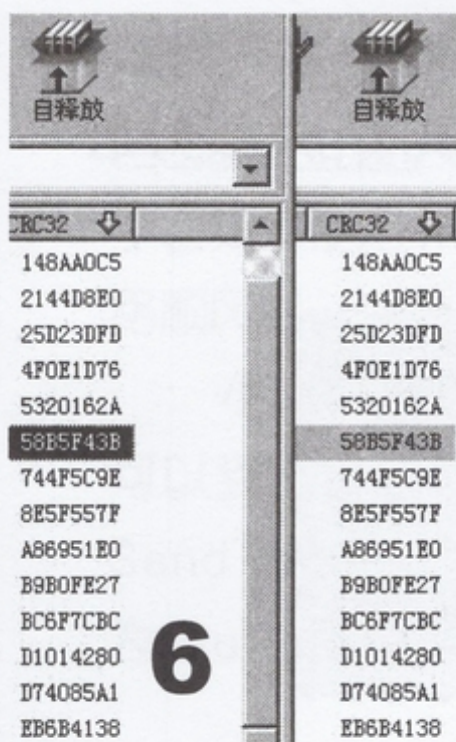 自释放
自释放
CRC32
CRC32
148AA0C5
148AA0C5
2144D8E0
2144D8E0
25D23DFD
25D23DFD
4F0E1D76
4F0E1D76
5320162A
5320162A
58B5F43B
58B5F43B
744F5C9E
744F5C9E
8E5F557F
8E5F557F
A86951E0
A86951E0
B9B0FE27
B9B0FE27
BC6F7CBC
BC6F7CBC
D1014280
D1014280
D74085A1
D74085A1
EB6B4138
EB6B4138
6